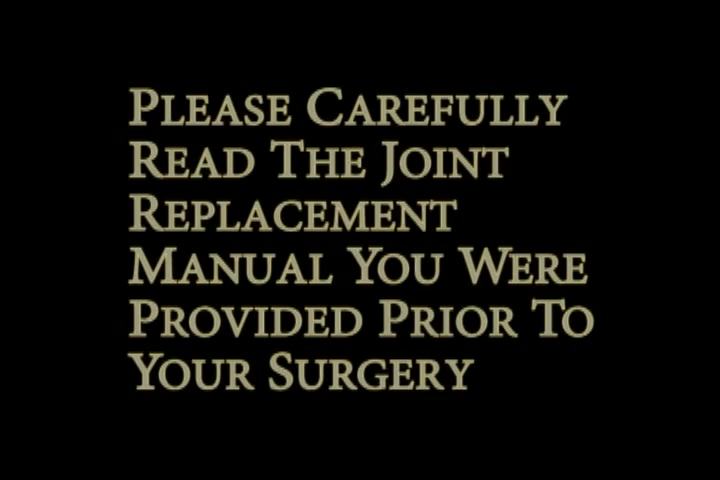 Please Carefully
Read The Joint
Replacement
Manual You Were
Provided Prior To
Your Surgery